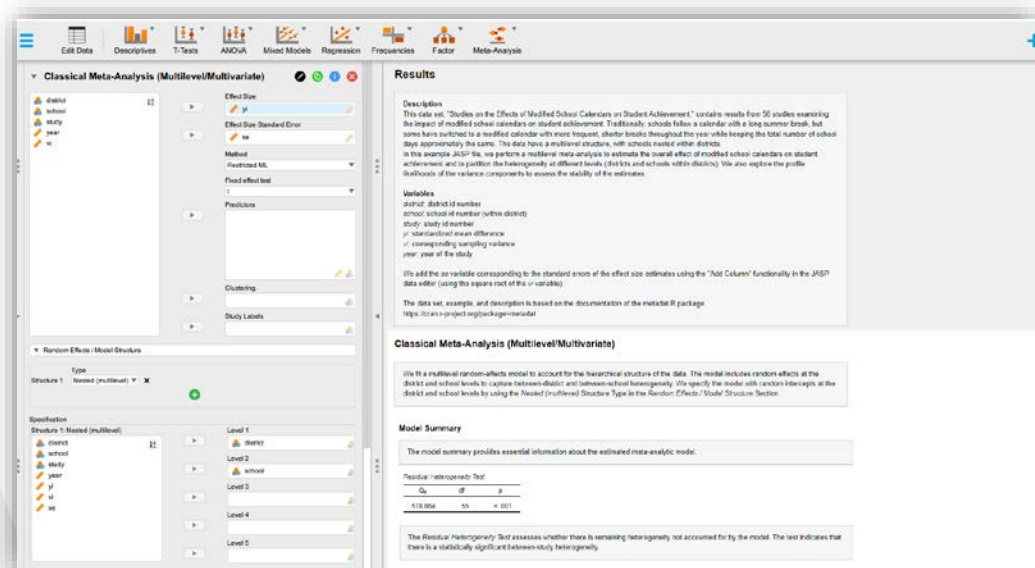 Edit Data Descriptives T-Tests ANOVA Mixed Models Regression Frequencies Factor Meta-Analysis
Classical Meta-Analysis (Multilevel/Multivariate)
district
school
study
year
vi
Effect Size
yi
Effect Size Standard Error
se
Method
Restricted ML
Fixed effect test
t
Predictors
Clustering
Study Labels
Random Effects / Model Structure
Type
Structure 1 Nested (multilevel)
Specification
Structure 1: Nested (multilevel)
district
school
study
year
yi
vi
se
Level 1
district
Level 2
school
Level 3
Level 4
Level 5
Results
Description
This data set, "Studies on the Effects of Modified School Calendars on Student Achievement," contains results from 56 studies examining
the impact of modified school calendars on student achievement. Traditionally, schools follow a calendar with a long summer break, but
some have switched to a modified calendar with more frequent, shorter breaks throughout the year while keeping the total number of school
days approximately the same. The data have a multilevel structure, with schools nested within districts.
In this example JASP file, we perform a multilevel meta-analysis to estimate the overall effect of modified school calendars on student
achievement and to partition the heterogeneity at different levels (districts and schools within districts). We also explore the profile
likelihoods of the variance components to assess the stability of the estimates.
Variables
district: district id number
school: school id number (within district)
study: study id number
yi: standardized mean difference
vi: corresponding sampling variance
year: year of the study
We add the se variable corresponding to the standard errors of the effect size estimates using the "Add Column" functionality in the JASP
data editor (using the square root of the vi variable)
The data set, example, and description is based on the documentation of the metadat R package
https://cran.r-project.org/package=metadat
Classical Meta-Analysis (Multilevel/Multivariate)
We fit a multilevel random-effects model to account for the hierarchical structure of the data. The model includes random effects at the
district and school levels to capture between-district and between-school heterogeneity. We specify the model with random intercepts at the
district and school levels by using the Nested (multilevel) Structure Type in the Random Effects / Model Structure Section.
Model Summary
The model summary provides essential information about the estimated meta-analytic model.
Residual Heterogeneity Test
Qₑ df p
578.864 55 < .001
The Residual Heterogeneity Test assesses whether there is remaining heterogeneity not accounted for by the model. The test indicates that
there is a statistically significant between-study heterogeneity.